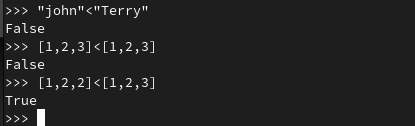 >>> "john"<"Terry"
False
>>> [1,2,3]<[1,2,3]
False
>>> [1,2,2]<[1,2,3]
True
>>>